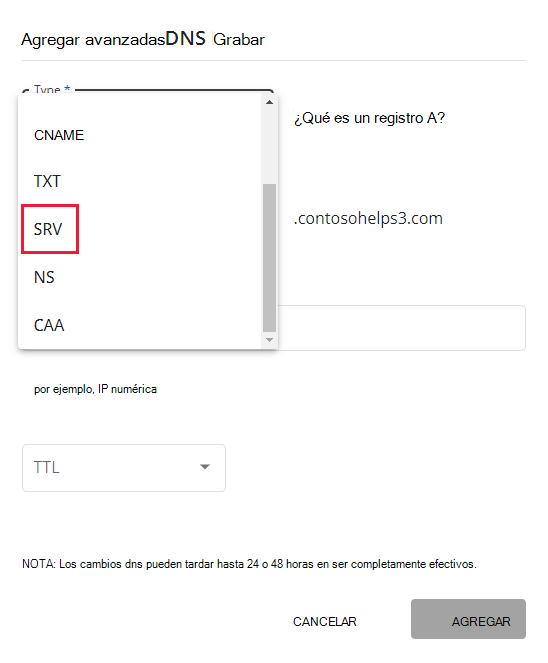 Agregar avanzadasDNS Grabar
Type *
¿Qué es un registro A?
CNAME
TXT
.contosohelps3.com
SRV
NS
CAA
por ejemplo, IP numérica
TTL
NOTA: Los cambios dns pueden tardar hasta 24 o 48 horas en ser completamente efectivos.
CANCELAR
AGREGAR